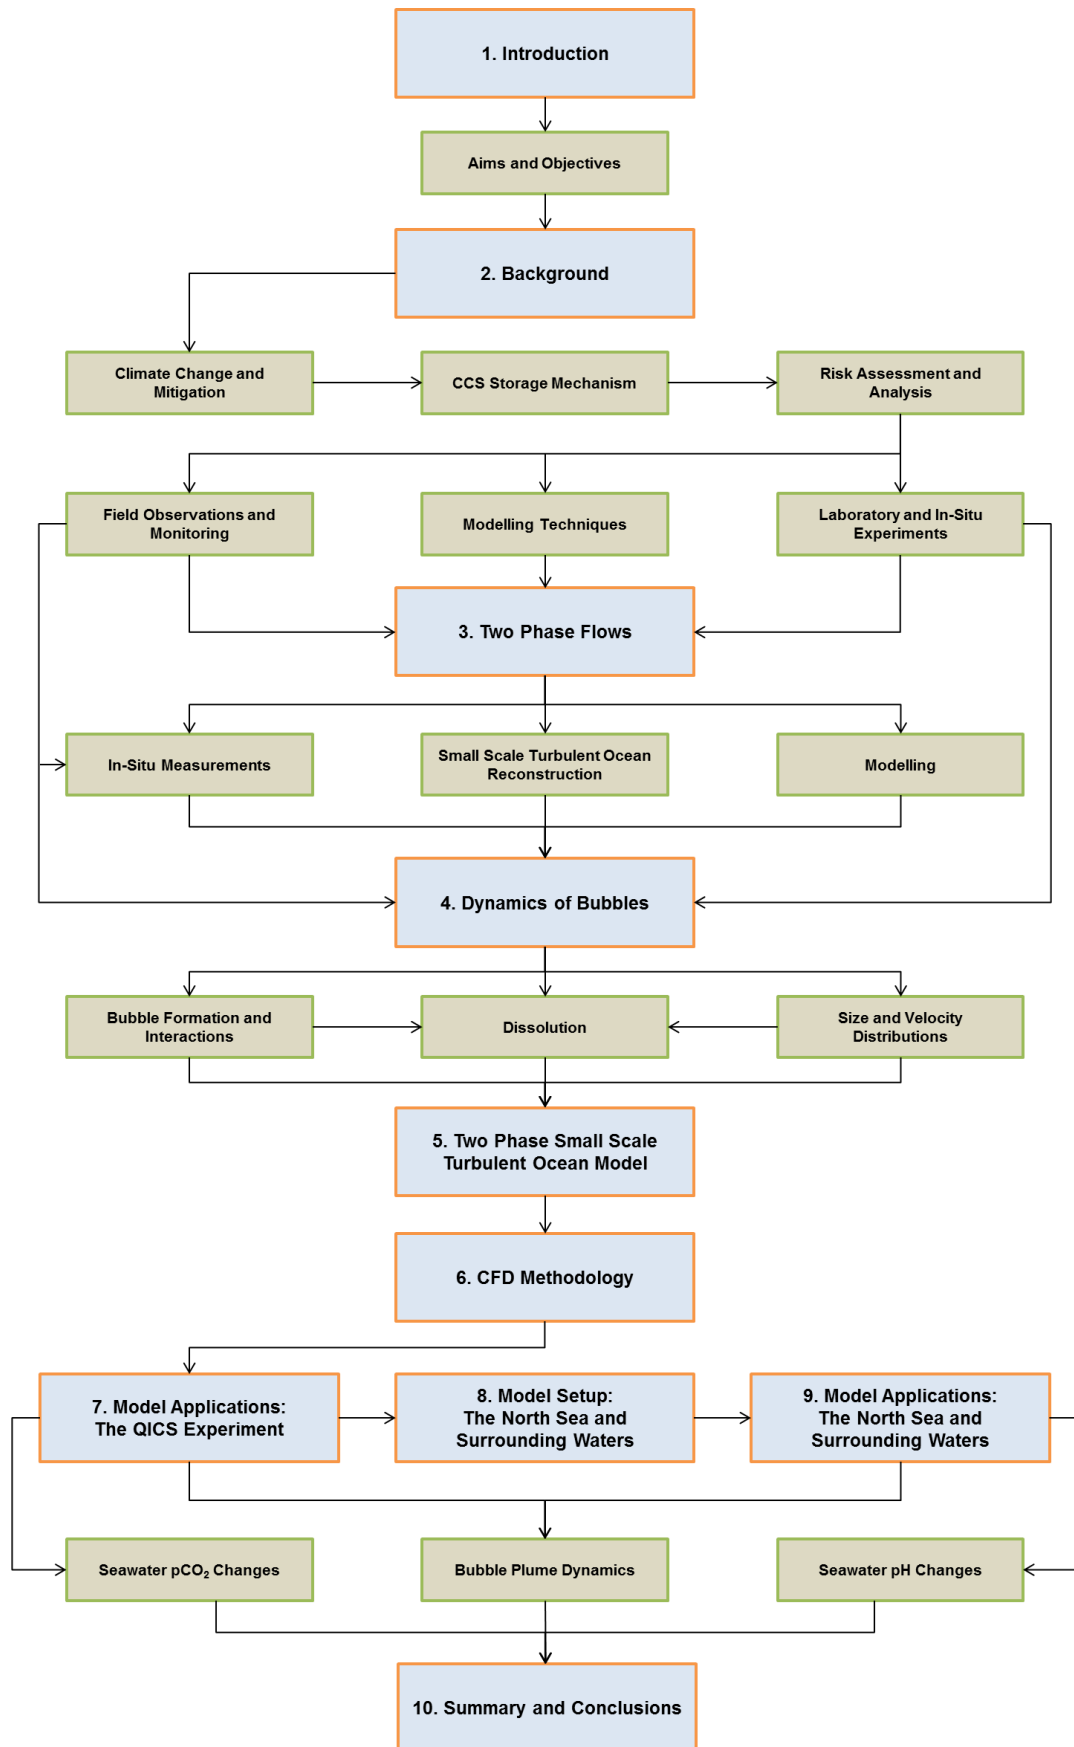 1. Introduction
Aims and Objectives
2. Background
Climate Change and
Mitigation
CCS Storage Mechanism
Risk Assessment and
Analysis
Field Observations and
Monitoring
Modelling Techniques
Laboratory and In-Situ
Experiments
3. Two Phase Flows
In-Situ Measurements
Small Scale Turbulent Ocean
Reconstruction
Modelling
4. Dynamics of Bubbles
Bubble Formation and
Interactions
Dissolution
Size and Velocity
Distributions
5. Two Phase Small Scale
Turbulent Ocean Model
6. CFD Methodology
7. Model Applications:
The QICS Experiment
8. Model Setup:
The North Sea and
Surrounding Waters
9. Model Applications:
The North Sea and
Surrounding Waters
Seawater pCO₂ Changes
Bubble Plume Dynamics
Seawater pH Changes
10. Summary and Conclusions